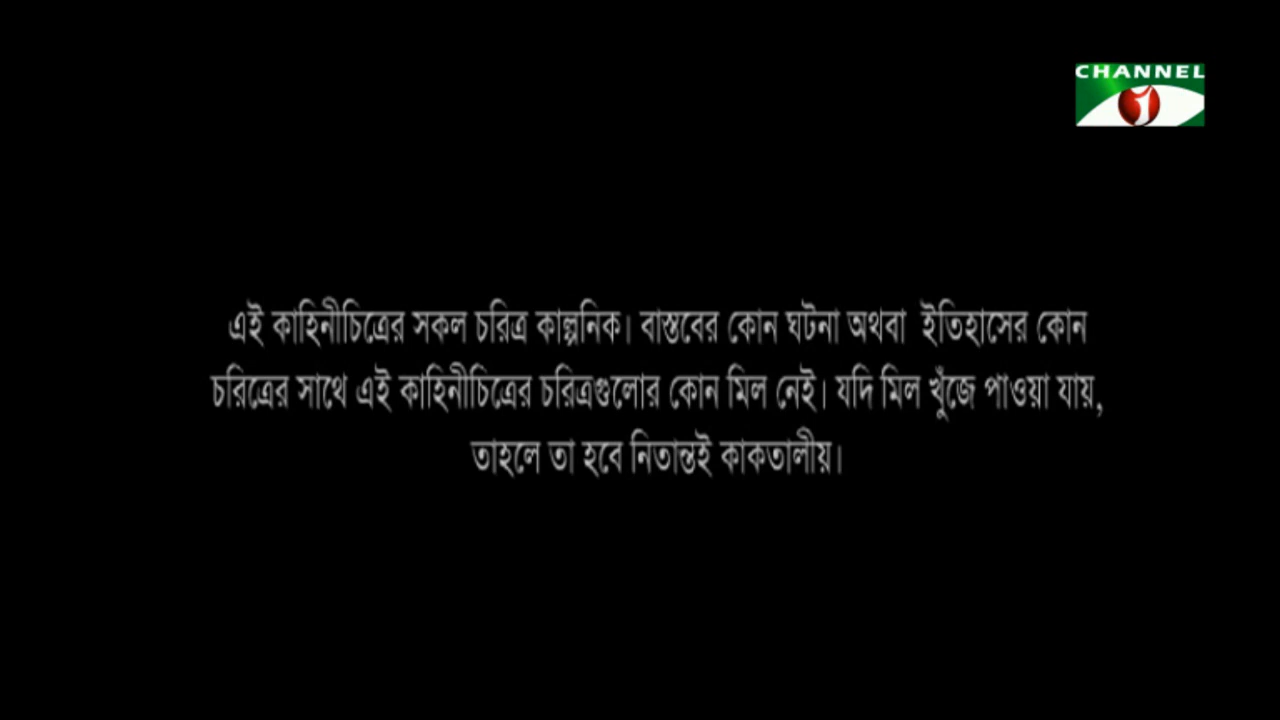 CHANNEL
এই কাহিনীচিত্রের সকল চরিত্র কাল্পনিক। বাস্তবের কোন ঘটনা অথবা ইতিহাসের কোন
চরিত্রের সাথে এই কাহিনীচিত্রের চরিত্রগুলোর কোন মিল নেই। যদি মিল খুঁজে পাওয়া যায়,
তাহলে তা হবে নিতান্তই কাকতালীয়।